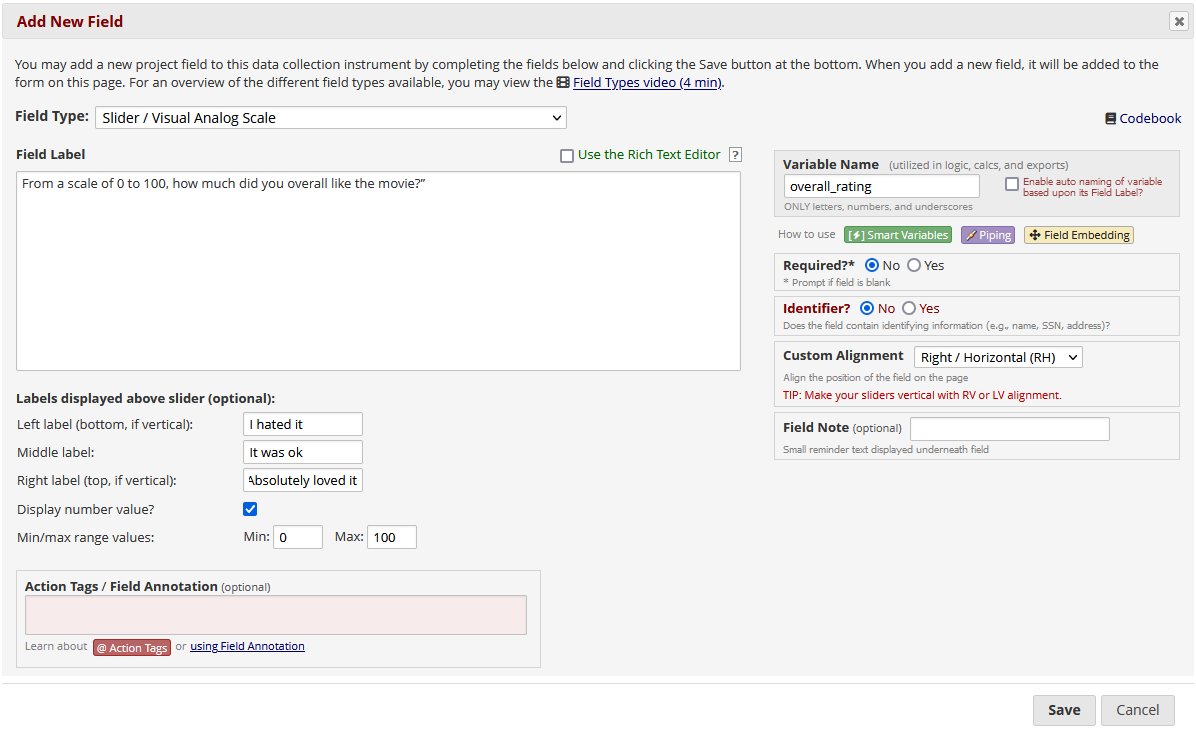 Add New Field
You may add a new project field to this data collection instrument by completing the fields below and clicking the Save button at the bottom. When you add a new field, it will be added to the
form on this page. For an overview of the different field types available, you may view the Field Types video (4 min).
Field Type: Slider / Visual Analog Scale
Codebook
Field Label
Use the Rich Text Editor ?
From a scale of 0 to 100, how much did you overall like the movie?”
Labels displayed above slider (optional):
Left label (bottom, if vertical): I hated it
Middle label: It was ok
Right label (top, if vertical): Absolutely loved it
Display number value?
Min/max range values: Min: 0 Max: 100
Action Tags / Field Annotation (optional)
Learn about @ Action Tags or using Field Annotation
Variable Name (utilized in logic, calcs, and exports)
overall_rating
Enable auto naming of variable
based upon its Field Label?
ONLY letters, numbers, and underscores
How to use [⚡] Smart Variables Piping Field Embedding
Required?* No Yes
* Prompt if field is blank
Identifier? No Yes
Does the field contain identifying information (e.g., name, SSN, address)?
Custom Alignment Right / Horizontal (RH)
Align the position of the field on the page
TIP: Make your sliders vertical with RV or LV alignment.
Field Note (optional)
Small reminder text displayed underneath field
Save Cancel